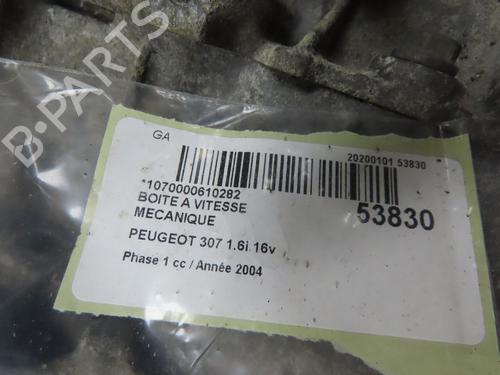 B-PARTS
GA
20200101 53830
*1070000610282
BOITE A VITESSE
MECANIQUE
53830
PEUGEOT 307 1.6i 16v
Phase 1 cc / Année 2004